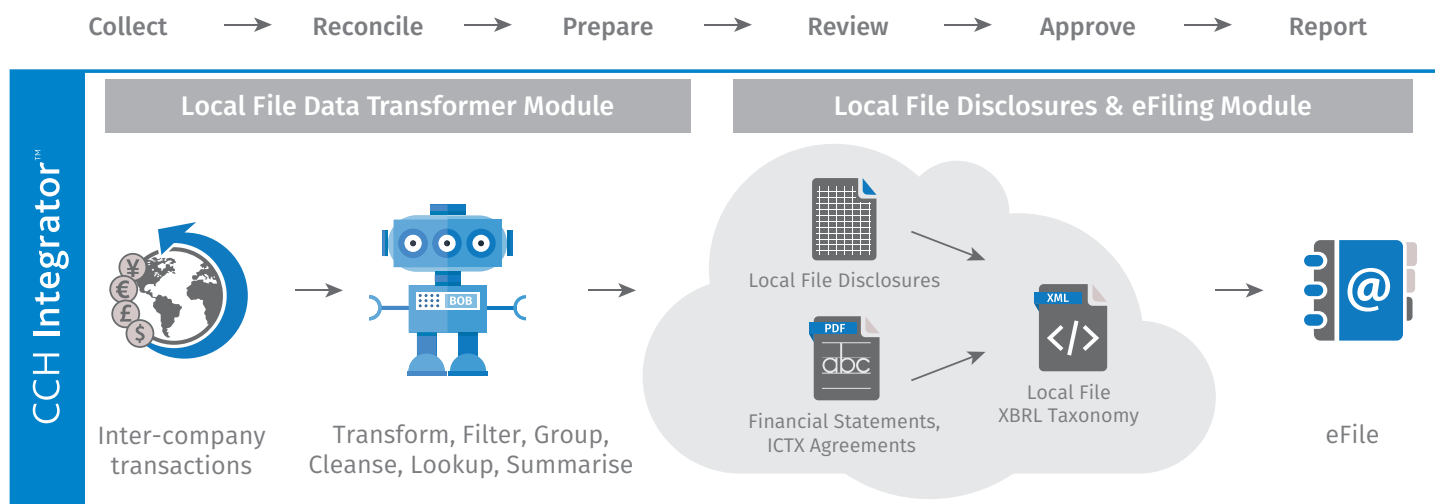 Collect → Reconcile → Prepare → Review → Approve → Report
CCH Integrator™
Local File Data Transformer Module
Local File Disclosures & eFiling Module
¥
€
£
$
Inter-company
transactions
BOB
Transform, Filter, Group,
Cleanse, Lookup, Summarise
Local File Disclosures
PDF
abc
Financial Statements,
ICTX Agreements
XML
</>
Local File
XBRL Taxonomy
@
eFile